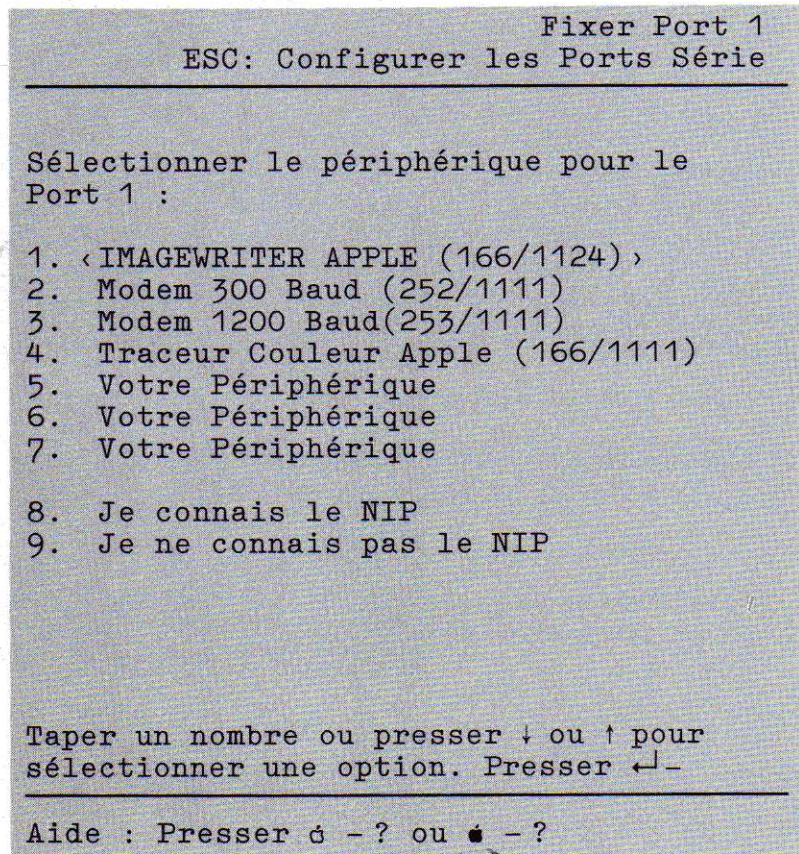 Fixer Port 1
ESC: Configurer les Ports Série
Sélectionner le périphérique pour le
Port 1 :
1. ‹IMAGEWRITER APPLE (166/1124)›
2. Modem 300 Baud (252/1111)
3. Modem 1200 Baud(253/1111)
4. Traceur Couleur Apple (166/1111)
5. Votre Périphérique
6. Votre Périphérique
7. Votre Périphérique
8. Je connais le NIP
9. Je ne connais pas le NIP
Taper un nombre ou presser ↓ ou ↑ pour
sélectionner une option. Presser ↵_
Aide : Presser  - ? ou  - ?